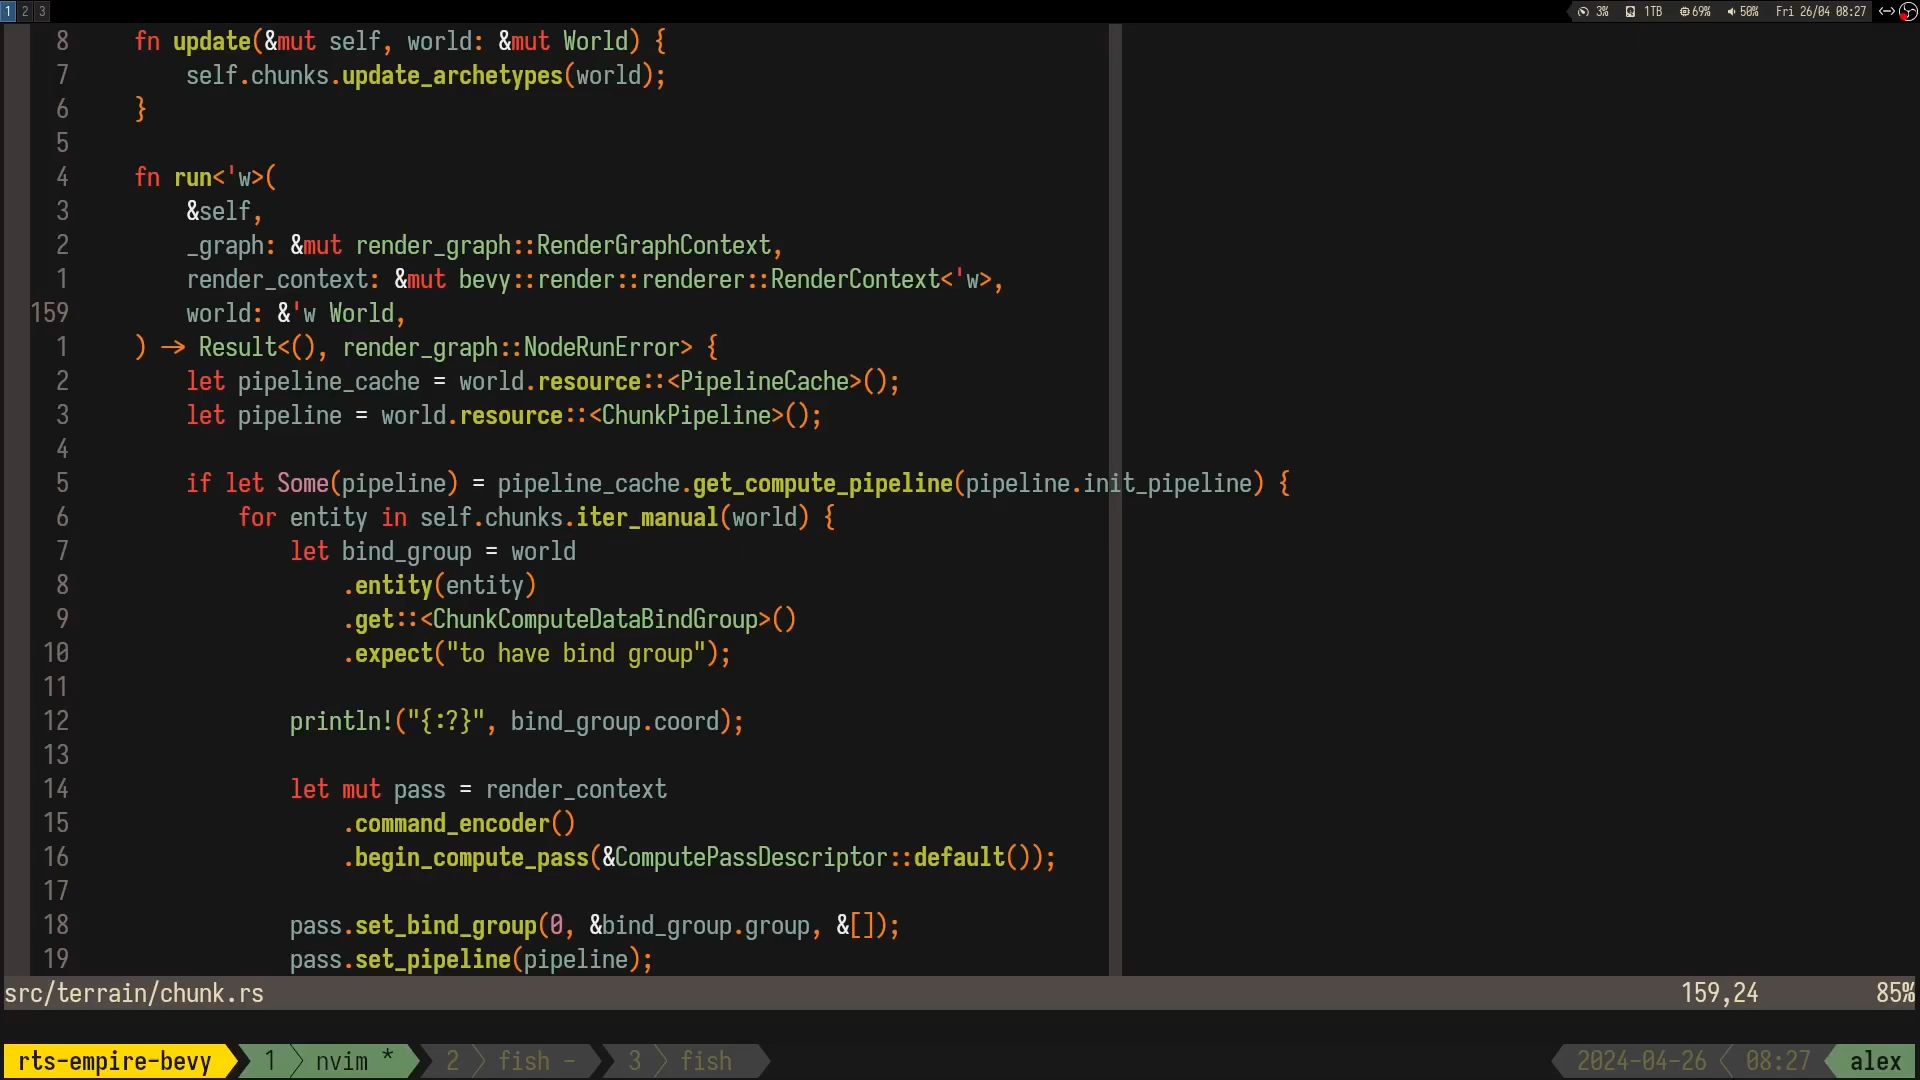 1 2 3 3% 1TB 69% 50% Fri 26/04 08:27
8 fn update(&mut self, world: &mut World) {
7 self.chunks.update_archetypes(world);
6 }
5
4 fn run<'w>(
3 &self,
2 _graph: &mut render_graph::RenderGraphContext,
1 render_context: &mut bevy::render::renderer::RenderContext<'w>,
159 world: &'w World,
1 ) -> Result<(), render_graph::NodeRunError> {
2 let pipeline_cache = world.resource::<PipelineCache>();
3 let pipeline = world.resource::<ChunkPipeline>();
4
5 if let Some(pipeline) = pipeline_cache.get_compute_pipeline(pipeline.init_pipeline) {
6 for entity in self.chunks.iter_manual(world) {
7 let bind_group = world
8 .entity(entity)
9 .get::<ChunkComputeDataBindGroup>()
10 .expect("to have bind group");
11
12 println!("{:?}", bind_group.coord);
13
14 let mut pass = render_context
15 .command_encoder()
16 .begin_compute_pass(&ComputePassDescriptor::default());
17
18 pass.set_bind_group(0, &bind_group.group, &[]);
19 pass.set_pipeline(pipeline);
src/terrain/chunk.rs 159,24 85%
rts-empire-bevy 1 nvim * 2 fish - 3 fish 2024-04-26 08:27 alex